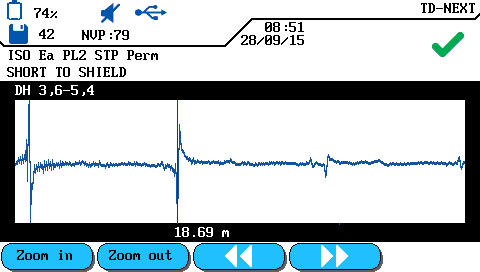 74%
TD-NEXT
42 NVP:79
08:51
28/09/15
ISO Ea PL2 STP Perm
SHORT TO SHIELD
DH 3,6-5,4
18.69 m
Zoom in Zoom out